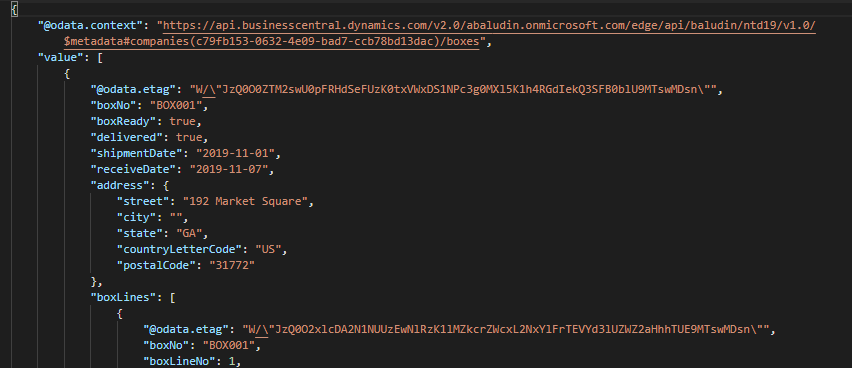 {
"@odata.context": "https://api.businesscentral.dynamics.com/v2.0/abaludin.onmicrosoft.com/edge/api/baludin/ntd19/v1.0/
$metadata#companies(c79fb153-0632-4e09-bad7-ccb78bd13dac)/boxes",
"value": [
{
"@odata.etag": "W/\"JzQ0O0ZTM2swU0pFRHdSeFUzK0txVWxDS1NPc3g0MXl5K1h4RGdIekQ3SFB0blU9MTswMDsn\"",
"boxNo": "BOX001",
"boxReady": true,
"delivered": true,
"shipmentDate": "2019-11-01",
"receiveDate": "2019-11-07",
"address": {
"street": "192 Market Square",
"city": "",
"state": "GA",
"countryLetterCode": "US",
"postalCode": "31772"
},
"boxLines": [
{
"@odata.etag": "W/\"JzQ0O2xlcDA2N1NUUzEwNlRzK1lMZkcrZWcxL2NxYlFrTEVYd3lUZWZ2aHhhTUE9MTswMDsn\"",
"boxNo": "BOX001",
"boxLineNo": 1,